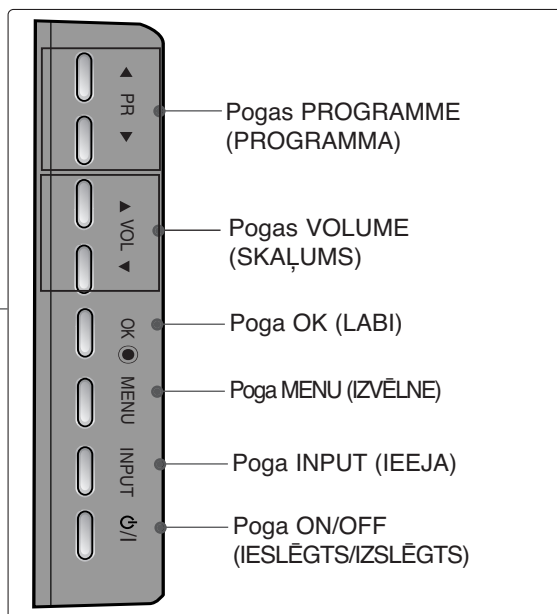 PR
Pogas PROGRAMME
(PROGRAMMA)
VOL
Pogas VOLUME
(SKAĻUMS)
OK
Poga OK (LABI)
MENU
Poga MENU (IZVĒLNE)
INPUT
Poga INPUT (IEEJA)
/I
Poga ON/OFF
(IESLĒGTS/IZSLĒGTS)